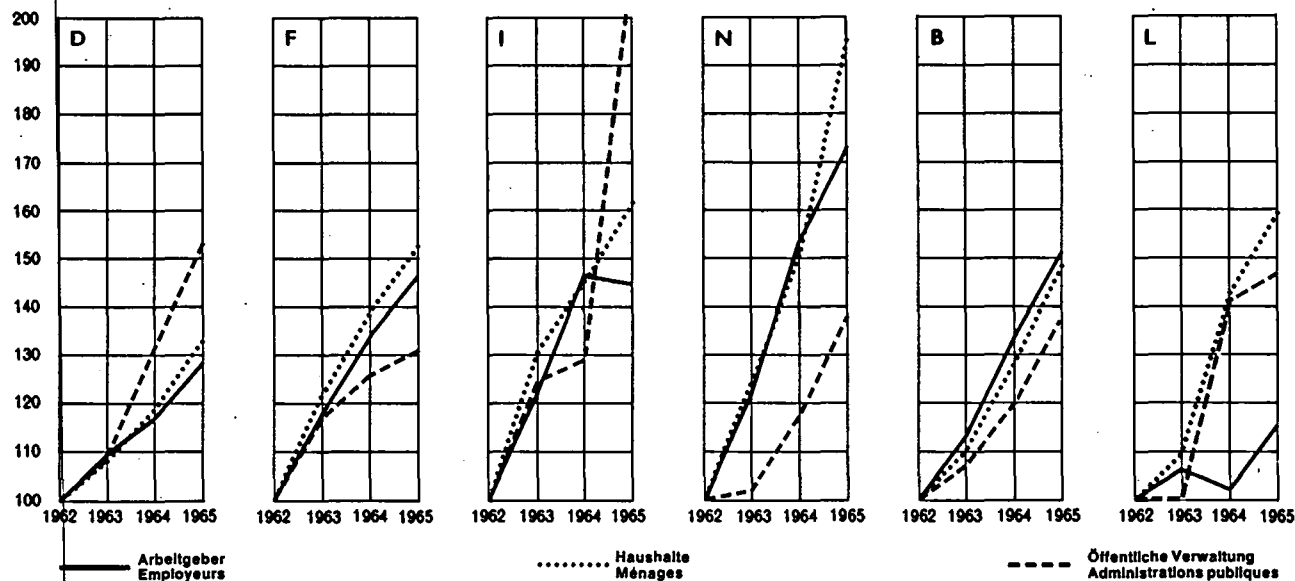 200
190
180
170
160
150
140
130
120
110
100
D
F
I
N
B
L
1962 1963 1964 1965
1962 1963 1964 1965
1962 1963 1964 1965
1962 1963 1964 1965
1962 1963 1964 1965
1962 1963 1964 1965
Arbeitgeber
Employeurs
Haushalte
Ménages
Öffentliche Verwaltung
Administrations publiques